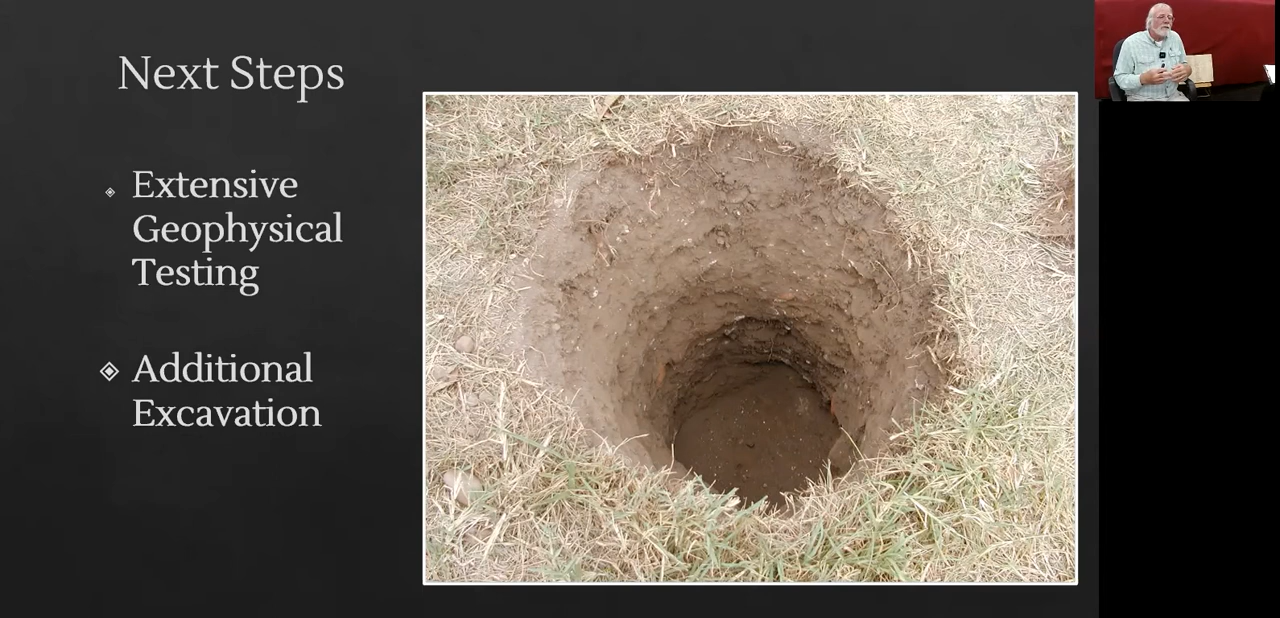 Next Steps
Extensive
Geophysical
Testing
Additional
Excavation